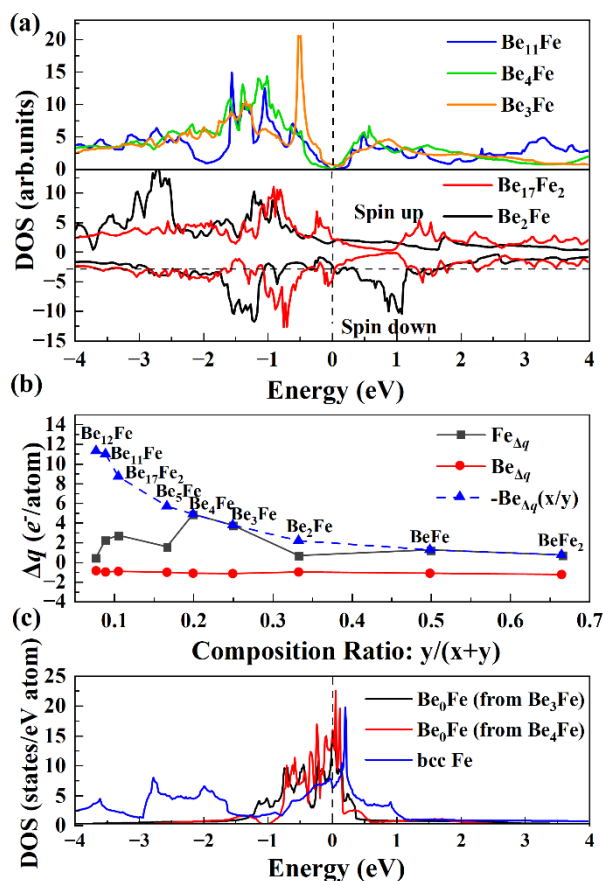 (a)
20
15
10
5
0
Be₁₁Fe
Be₄Fe
Be₃Fe
DOS (arb.units)
10
5
0
−5
−10
−15
Be₁₇Fe₂
Be₂Fe
Spin up
Spin down
−4 −3 −2 −1 0 1 2 3 4
Energy (eV)
(b)
14
12
10
8
6
4
2
0
−2
−4
Δq (e⁻/atom)
Be₁₂Fe
Be₁₁Fe
Be₁₇Fe₂
Be₅Fe
Be₄Fe
Be₃Fe
Be₂Fe
BeFe
BeFe₂
Fe_Δq
Be_Δq
-Be_Δq(x/y)
0.1 0.2 0.3 0.4 0.5 0.6 0.7
Composition Ratio: y/(x+y)
(c)
25
20
15
10
5
0
DOS (states/eV atom)
Be₀Fe (from Be₃Fe)
Be₀Fe (from Be₄Fe)
bcc Fe
−4 −3 −2 −1 0 1 2 3 4
Energy (eV)